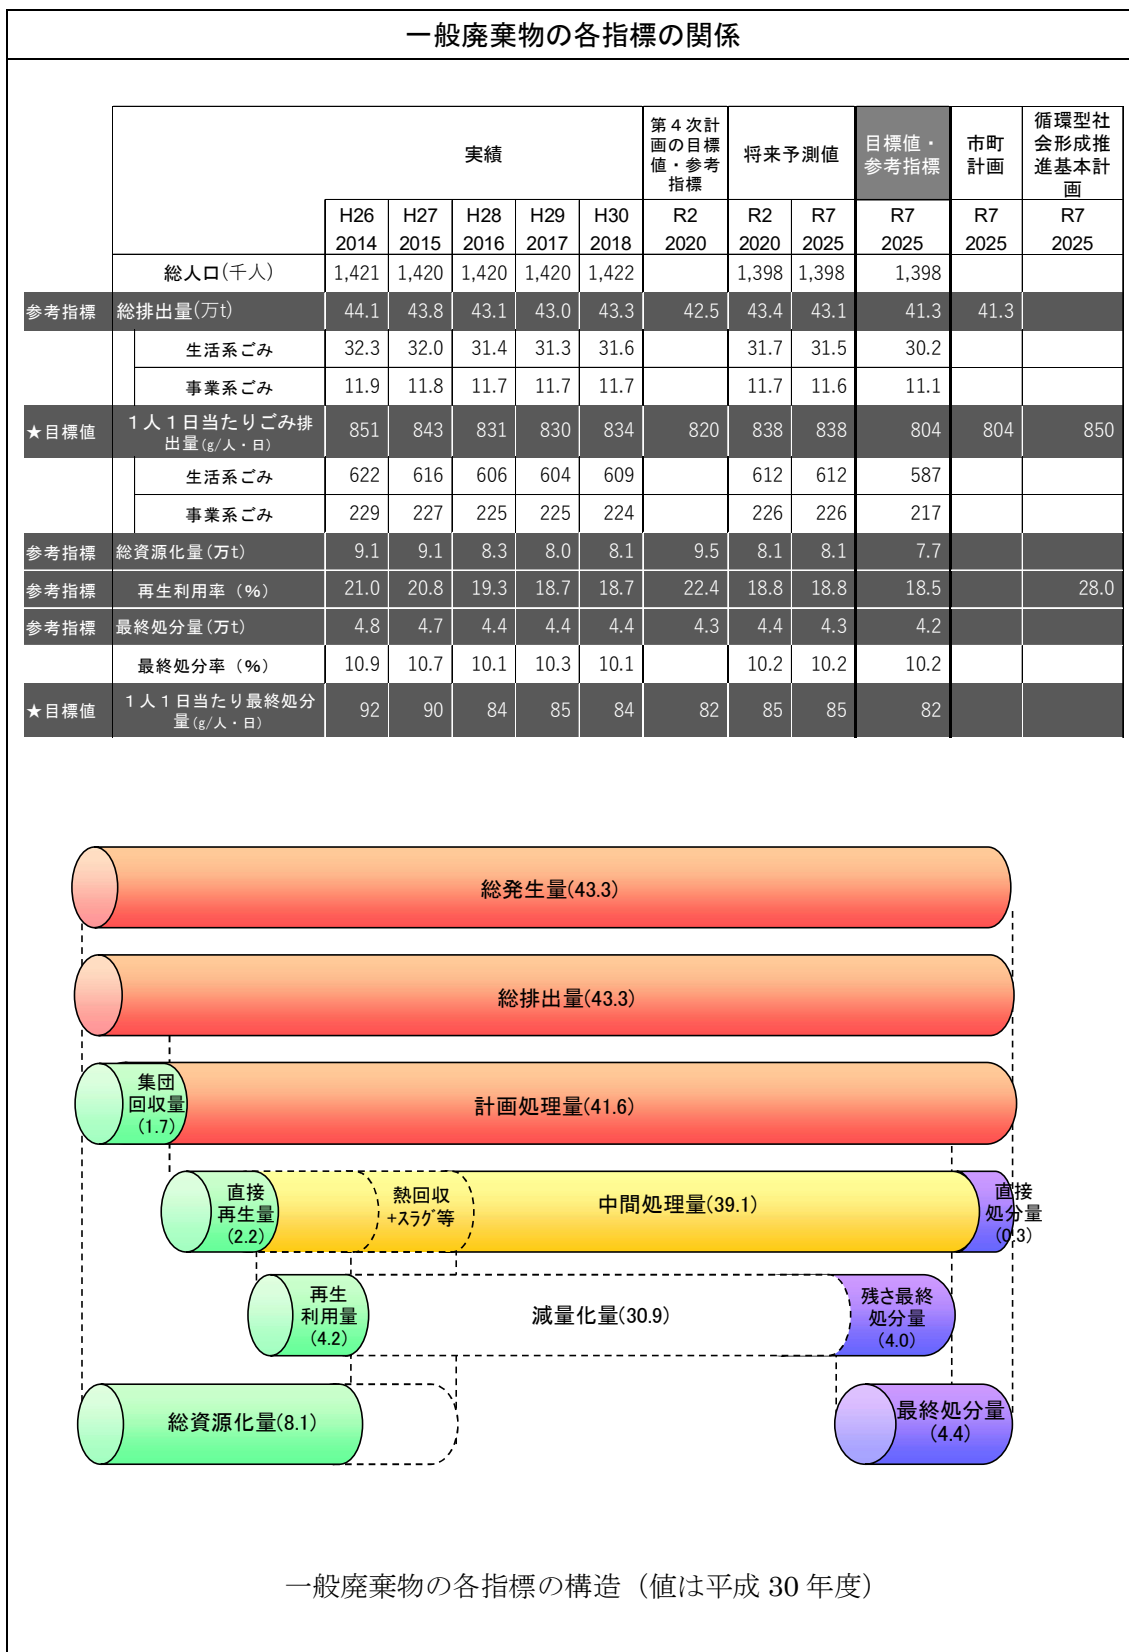 一般廃棄物の各指標の関係
実績
第４次計画の目標値・参考指標
将来予測値
目標値・参考指標
市町計画
循環型社会形成推進基本計画
H26 H27 H28 H29 H30 R2 R2 R7 R7 R7 R7
2014 2015 2016 2017 2018 2020 2020 2025 2025 2025 2025
総人口(千人) 1,421 1,420 1,420 1,420 1,422 1,398 1,398 1,398
参考指標 総排出量(万t) 44.1 43.8 43.1 43.0 43.3 42.5 43.4 43.1 41.3 41.3
生活系ごみ 32.3 32.0 31.4 31.3 31.6 31.7 31.5 30.2
事業系ごみ 11.9 11.8 11.7 11.7 11.7 11.7 11.6 11.1
★目標値 １人１日当たりごみ排出量(g/人・日) 851 843 831 830 834 820 838 838 804 804 850
生活系ごみ 622 616 606 604 609 612 612 587
事業系ごみ 229 227 225 225 224 226 226 217
参考指標 総資源化量(万t) 9.1 9.1 8.3 8.0 8.1 9.5 8.1 8.1 7.7
参考指標 再生利用率（%） 21.0 20.8 19.3 18.7 18.7 22.4 18.8 18.8 18.5 28.0
参考指標 最終処分量(万t) 4.8 4.7 4.4 4.4 4.4 4.3 4.4 4.3 4.2
最終処分率（%） 10.9 10.7 10.1 10.3 10.1 10.2 10.2 10.2
★目標値 １人１日当たり最終処分量(g/人・日) 92 90 84 85 84 82 85 85 82
総発生量(43.3)
総排出量(43.3)
集団
回収量
(1.7)
計画処理量(41.6)
直接
再生量
(2.2)
熱回収
+ｽﾗｸﾞ等
中間処理量(39.1)
直接
処分量
(0.3)
再生
利用量
(4.2)
減量化量(30.9)
残さ最終
処分量
(4.0)
総資源化量(8.1)
最終処分量
(4.4)
一般廃棄物の各指標の構造（値は平成 30 年度）